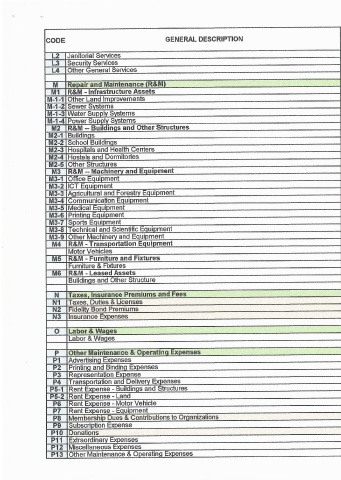 CODE GENERAL DESCRIPTION
L2 Janitorial Services
L3 Security Services
L4 Other General Services
M Repair and Maintenance (R&M)
M1 R&M - Infrastructure Assets
M-1-1 Other Land Improvements
M-1-2 Sewer Systems
M-1-3 Water Supply Systems
M-1-4 Power Supply Systems
M2 R&M -- Buildings and Other Structures
M2-1 Buildings
M2-2 School Buildings
M2-3 Hospitals and Health Centers
M2-4 Hostels and Dormitories
M2-5 Other Structures
M3 R&M -- Machinery and Equipment
M3-1 Office Equipment
M3-2 ICT Equipment
M3-3 Agricultural and Forestry Equipment
M3-4 Communication Equipment
M3-5 Medical Equipment
M3-6 Printing Equipment
M3-7 Sports Equipment
M3-8 Technical and Scientific Equipment
M3-9 Other Machinery and Equipment
M4 R&M - Transportation Equipment
Motor Vehicles
M5 R&M - Furniture and Fixtures
Furniture & Fixtures
M6 R&M - Leased Assets
Buildings and Other Structure
N Taxes, Insurance Premiums and Fees
N1 Taxes, Duties & Licenses
N2 Fidelity Bond Premiums
N3 Insurance Expenses
O Labor & Wages
Labor & Wages
P Other Maintenance & Operating Expenses
P1 Advertising Expenses
P2 Printing and Binding Expenses
P3 Representation Expense
P4 Transportation and Delivery Expenses
P5-1 Rent Expense - Buildings and Structures
P5-2 Rent Expense - Land
P6 Rent Expense - Motor Vehicle
P7 Rent Expense - Equipment
P8 Membership Dues & Contributions to Organizations
P9 Subscription Expense
P10 Donations
P11 Extraordinary Expenses
P12 Miscellaneous Expenses
P13 Other Maintenance & Operating Expenses